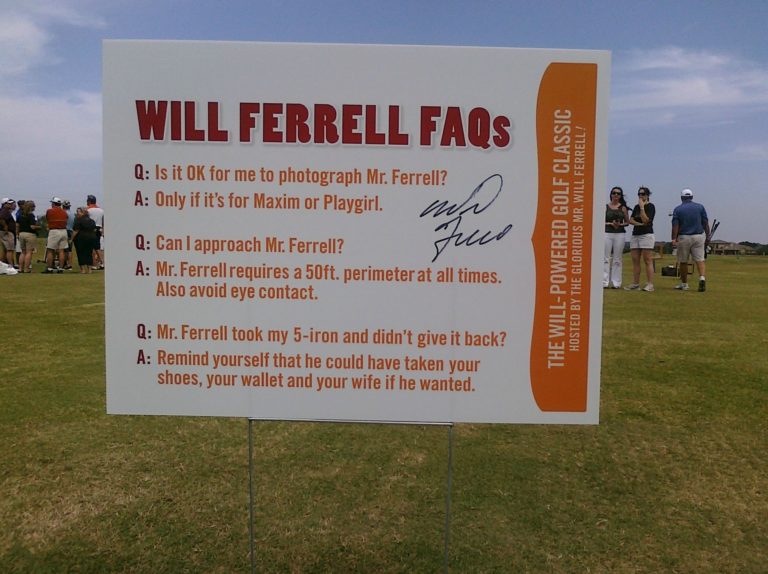 WILL FERRELL FAQs
Q: Is it OK for me to photograph Mr. Ferrell?
A: Only if it's for Maxim or Playgirl.
Q: Can I approach Mr. Ferrell?
A: Mr. Ferrell requires a 50ft. perimeter at all times.
Also avoid eye contact.
Q: Mr. Ferrell took my 5-iron and didn't give it back?
A: Remind yourself that he could have taken your
shoes, your wallet and your wife if he wanted.
THE WILL-POWERED GOLF CLASSIC
HOSTED BY THE GLORIOUS MR. WILL FERRELL!